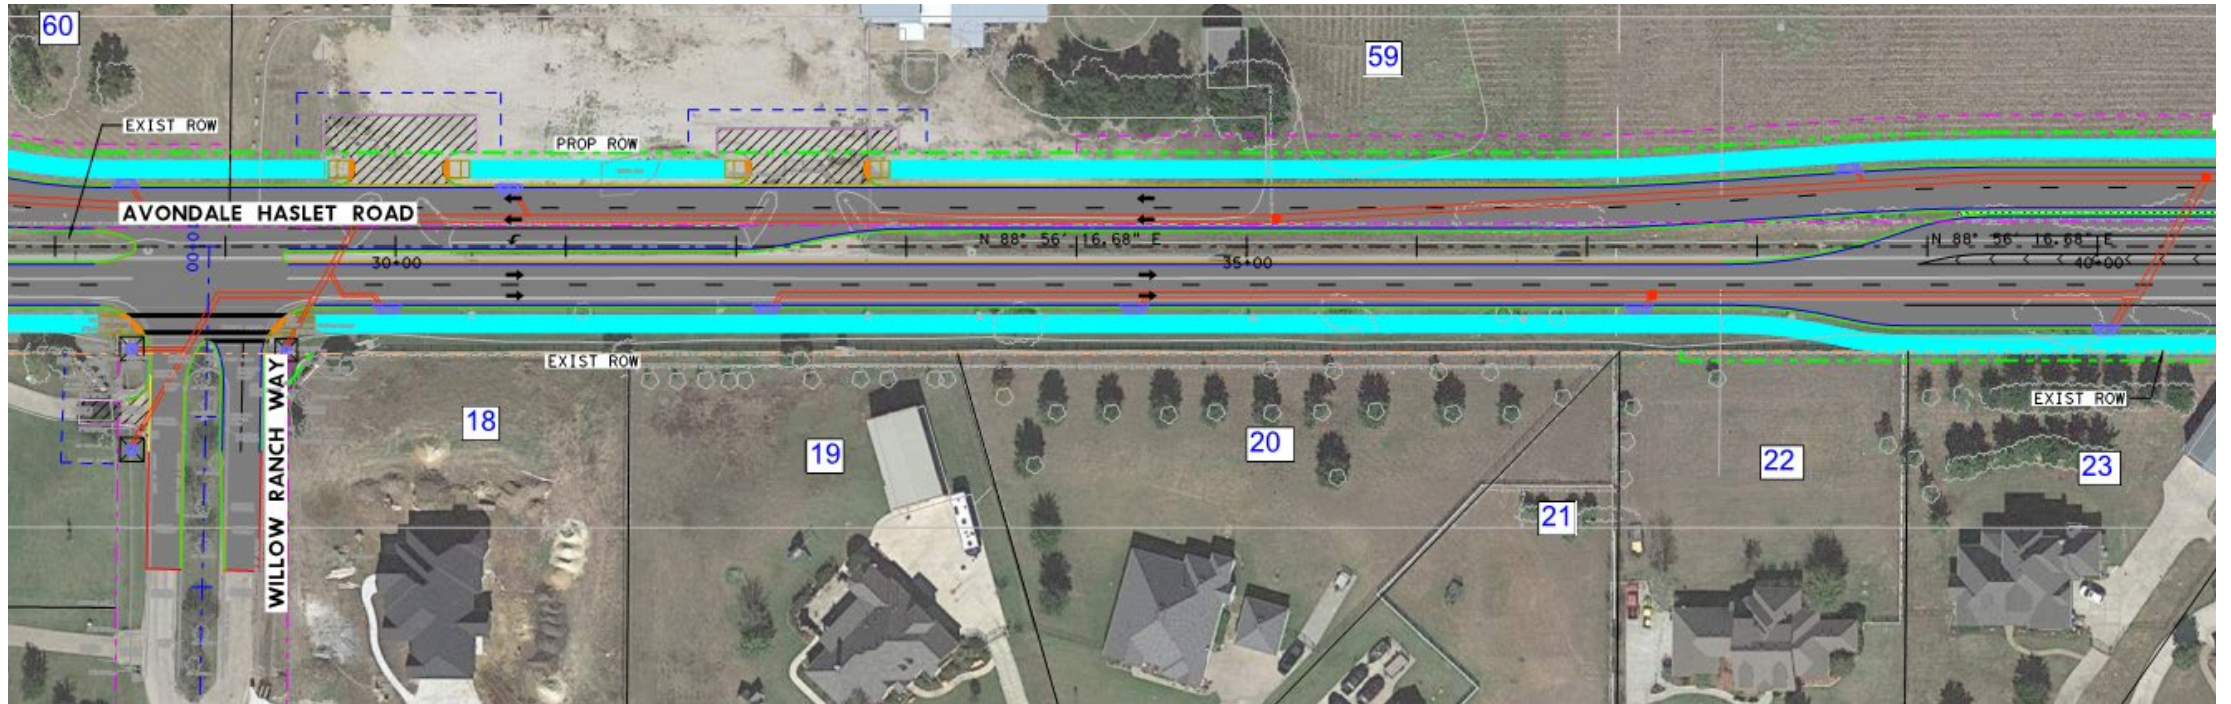 60
59
EXIST ROW
PROP ROW
AVONDALE HASLET ROAD
N 88° 56' 16.68" E
N 88° 56' 16.68" E
30+00
35+00
40+00
EXIST ROW
WILLOW RANCH WAY
EXIST ROW
18
19
20
21
22
23